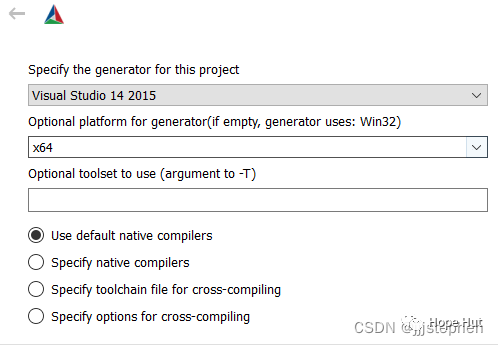 Specify the generator for this project
Visual Studio 14 2015
Optional platform for generator(if empty, generator uses: Win32)
x64
Optional toolset to use (argument to -T)
Use default native compilers
Specify native compilers
Specify toolchain file for cross-compiling
Specify options for cross-compiling
Hope Hut
CSDN